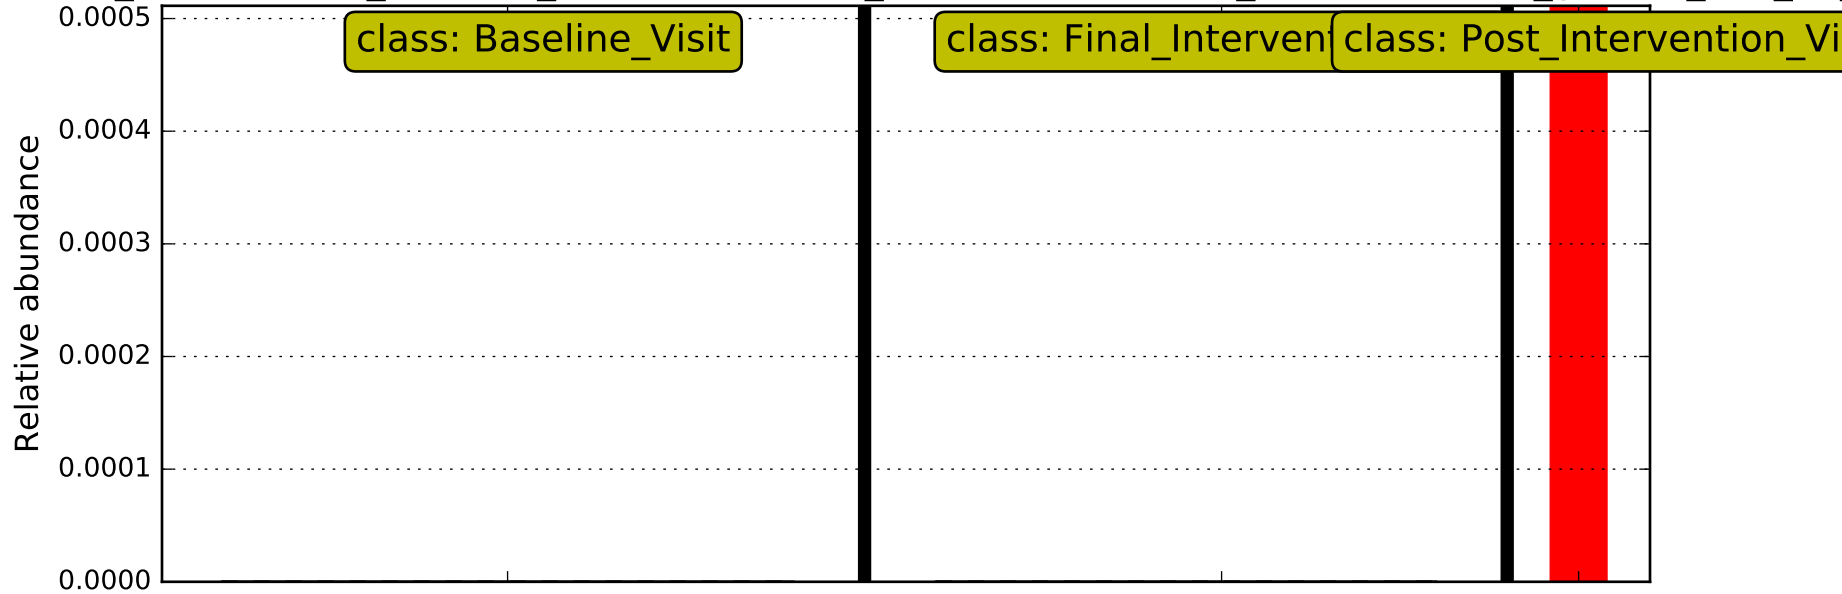 0.0005
class: Baseline_Visit
class: Final_Intervent
class: Post_Intervention_Vi
0.0004
0.0003
0.0002
0.0001
0.0000
Relative abundance